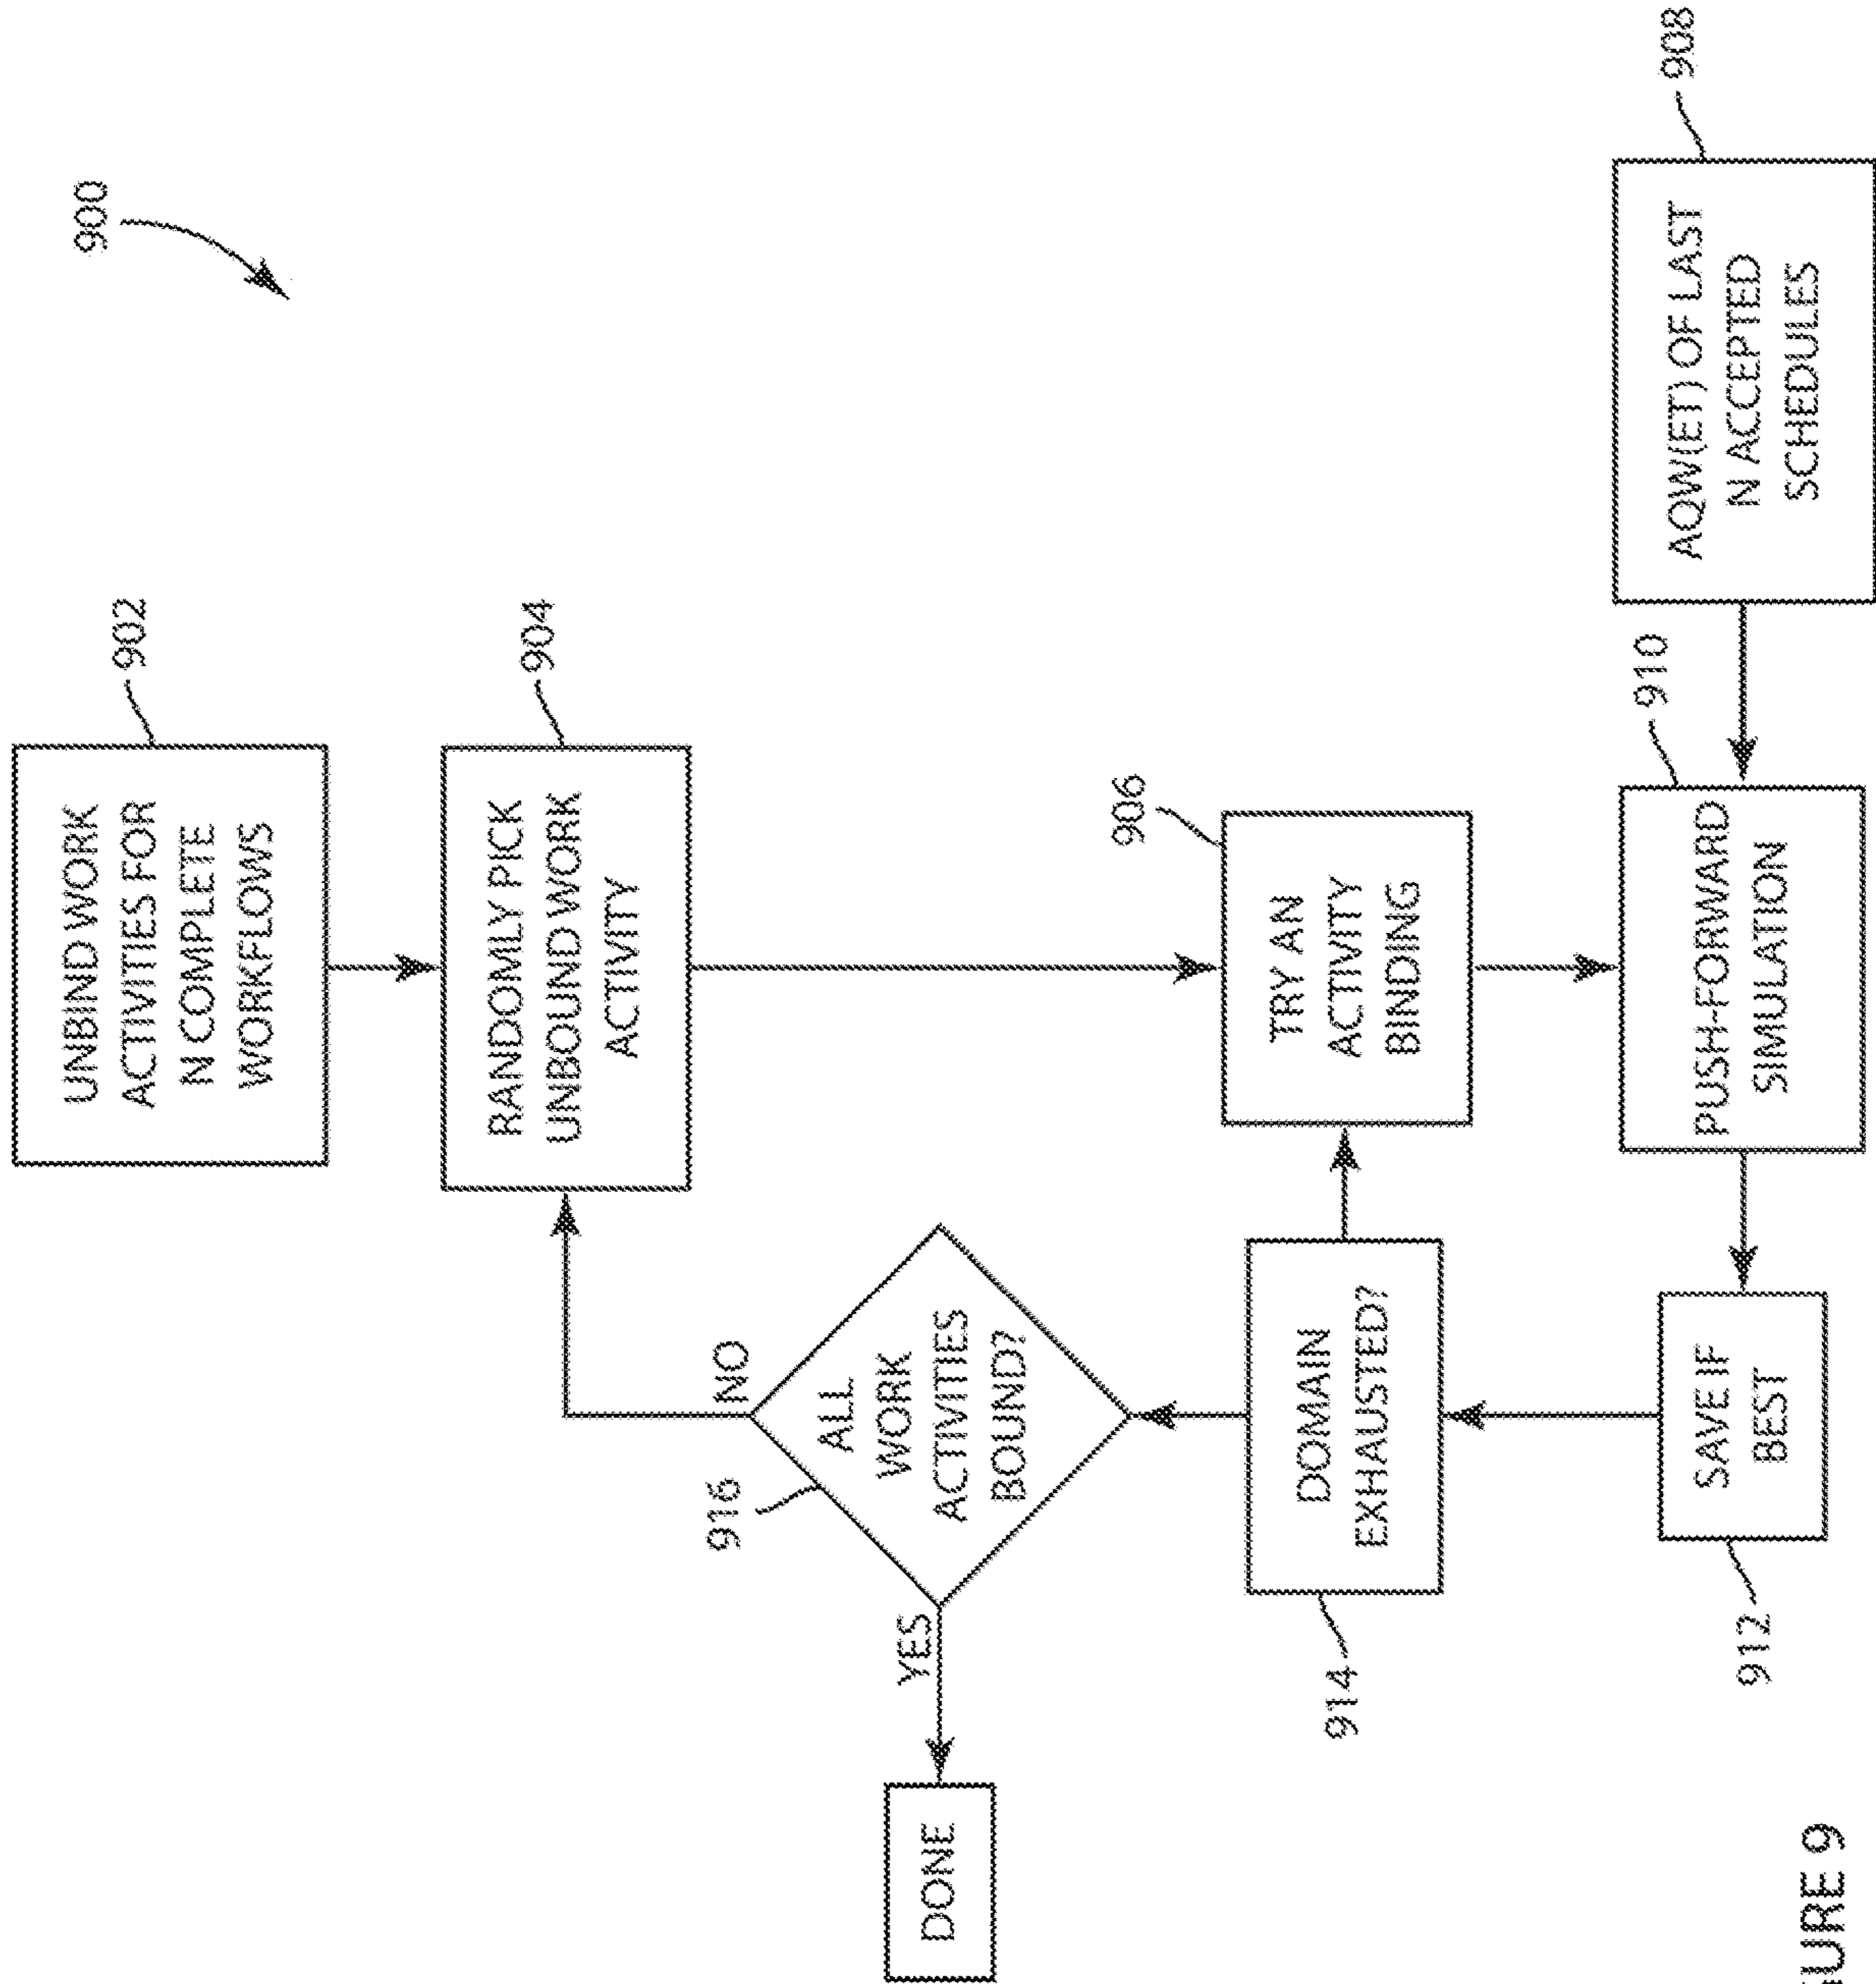 900
UNBIND WORK
ACTIVITIES FOR
N COMPLETE
WORKFLOWS
902
RANDOMLY PICK
UNBOUND WORK
ACTIVITY
904
NO
ALL
WORK
ACTIVITIES
BOUND?
916
YES
DONE
TRY AN
ACTIVITY
BINDING
906
DOMAIN
EXHAUSTED?
914
AQW(ET) OF LAST
N ACCEPTED
SCHEDULES
908
PUSH-FORWARD
SIMULATION
910
SAVE IF
BEST
912
GURE 9